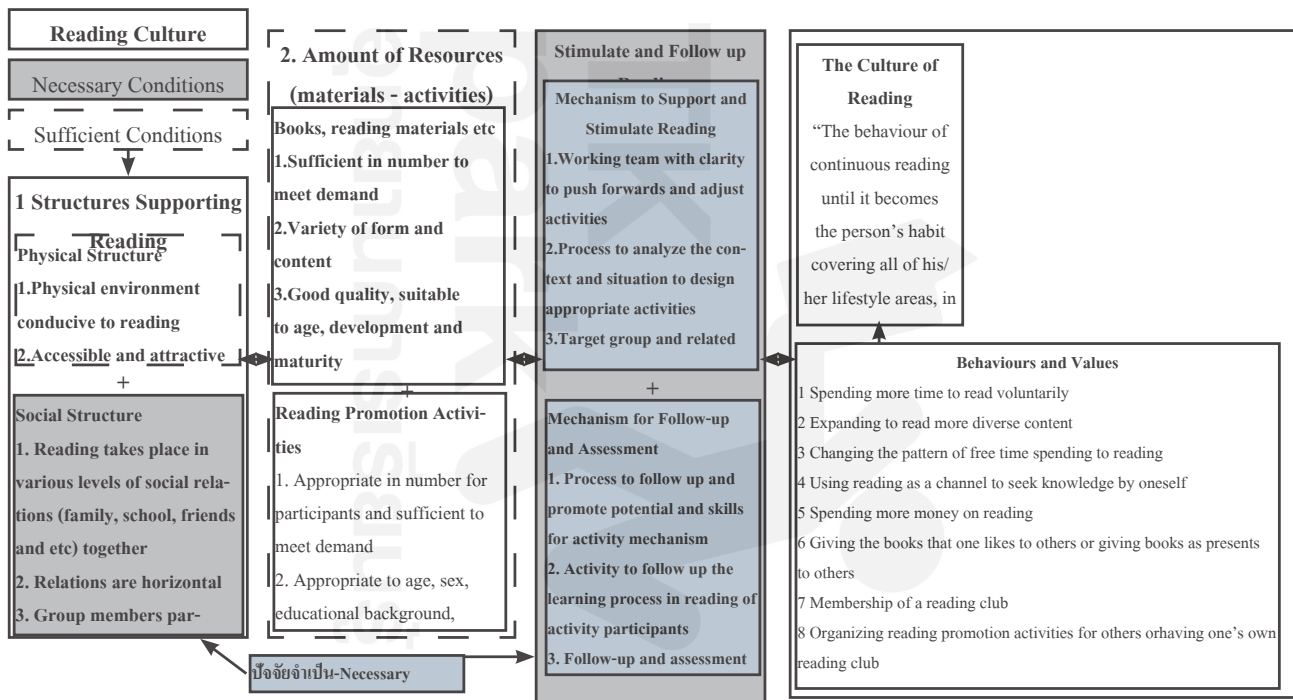 Reading Culture
Necessary Conditions
Sufficient Conditions
1 Structures Supporting
Reading
Physical Structure
1.Physical environment
conducive to reading
2.Accessible and attractive
+
Social Structure
1. Reading takes place in
various levels of social rela-
tions (family, school, friends
and etc) together
2. Relations are horizontal
3. Group members par-
2. Amount of Resources
(materials - activities)
Books, reading materials etc
1.Sufficient in number to
meet demand
2.Variety of form and
content
3.Good quality, suitable
to age, development and
maturity
+
Reading Promotion Activi-
ties
1. Appropriate in number for
participants and sufficient to
meet demand
2. Appropriate to age, sex,
educational background,
Stimulate and Follow up
Mechanism to Support and
Stimulate Reading
1.Working team with clarity
to push forwards and adjust
activities
2.Process to analyze the con-
text and situation to design
appropriate activities
3.Target group and related
+
Mechanism for Follow-up
and Assessment
1. Process to follow up and
promote potential and skills
for activity mechanism
2. Activity to follow up the
learning process in reading of
activity participants
3. Follow-up and assessment
ปัจจัยจำเป็น-Necessary
The Culture of
Reading
“The behaviour of
continuous reading
until it becomes
the person’s habit
covering all of his/
her lifestyle areas, in
Behaviours and Values
1 Spending more time to read voluntarily
2 Expanding to read more diverse content
3 Changing the pattern of free time spending to reading
4 Using reading as a channel to seek knowledge by oneself
5 Spending more money on reading
6 Giving the books that one likes to others or giving books as presents
to others
7 Membership of a reading club
8 Organizing reading promotion activities for others orhaving one’s own
reading club
TK
park